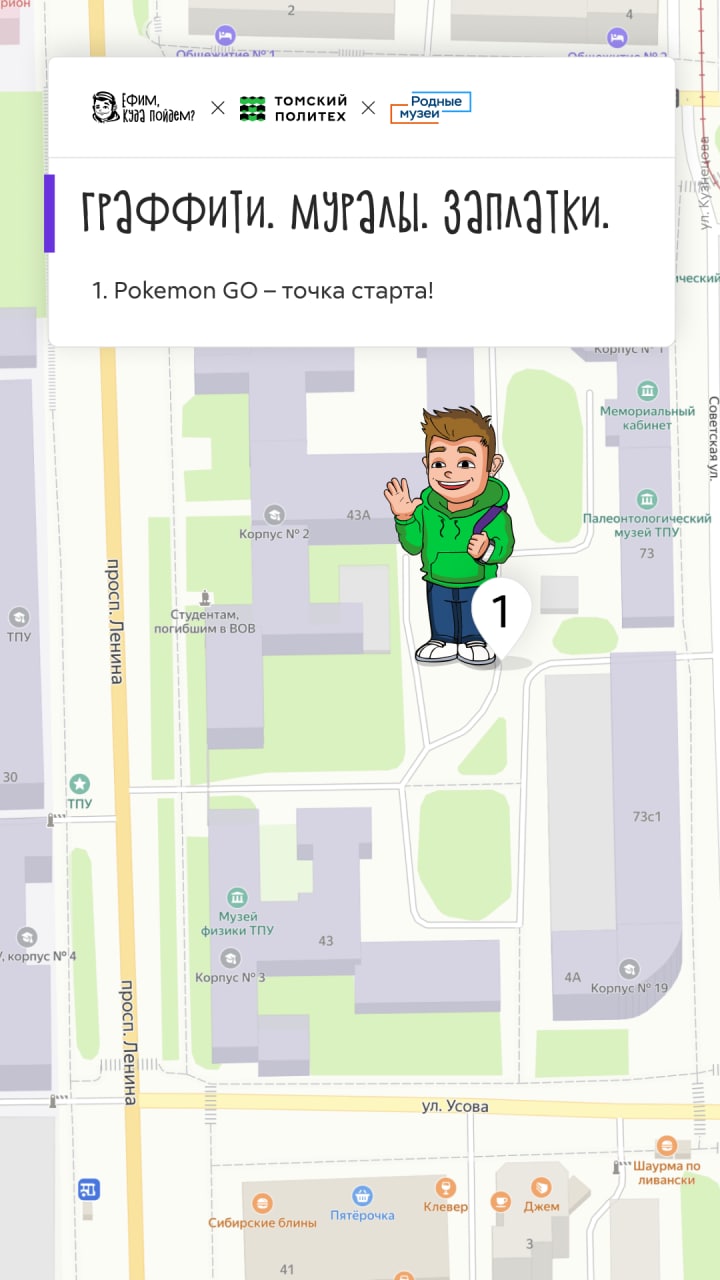 рион
2
4
Общежитие № 1
Ефим,
куда пойдем?
ТОМСКИЙ
ПОЛИТЕХ
Родные
музеи
ГРАФФИТИ. МУРАЛЫ. ЗАПЛАТКИ.
1. Pokemon GO – точка старта!
ул. Кузнецова
ческий
Корпус № 1
Мемориальный
кабинет
Советская ул.
43А
Корпус № 2
Палеонтологический
музей ТПУ
73
просп. Ленина
Студентам,
погибшим в ВОВ
1
ТПУ
30
ТПУ
73с1
Музей
физики ТПУ
43
, корпус № 4
Корпус № 3
4А
Корпус № 19
просп. Ленина
ул. Усова
Шаурма по
ливански
Сибирские блины
Пятёрочка
Клевер
Джем
3
41